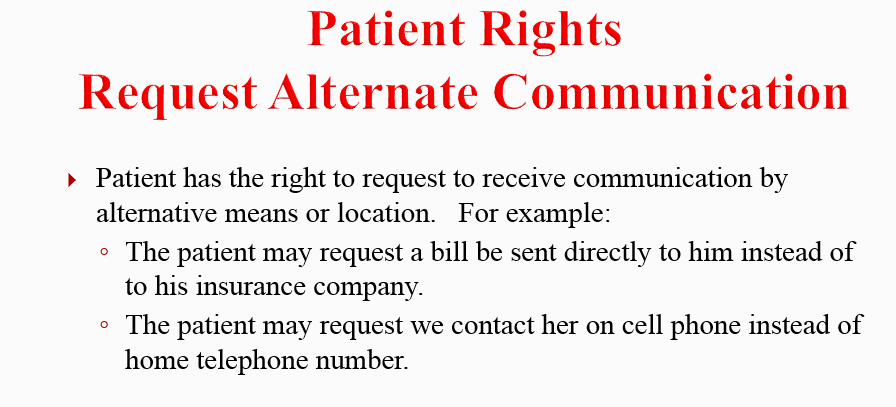 Patient Rights
Request Alternate Communication
Patient has the right to request to receive communication by
alternative means or location. For example:
The patient may request a bill be sent directly to him instead of
to his insurance company.
The patient may request we contact her on cell phone instead of
home telephone number.